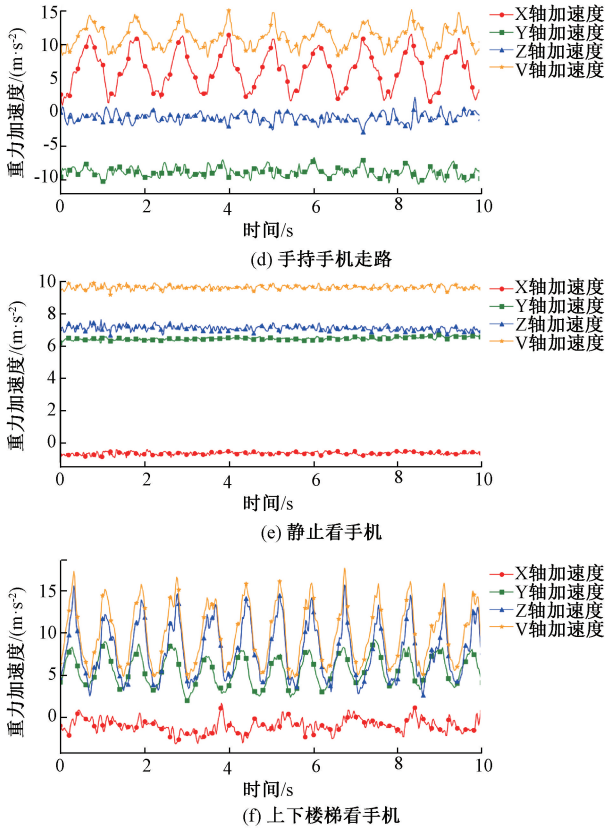 重力加速度/(m·s-2)
15
10
5
0
-5
-10
0
2
4
6
8
10
时间/s
X轴加速度
Y轴加速度
Z轴加速度
V轴加速度
(d) 手持手机走路
重力加速度/(m·s-2)
10
8
6
4
2
0
0
2
4
6
8
10
时间/s
X轴加速度
Y轴加速度
Z轴加速度
V轴加速度
(e) 静止看手机
重力加速度/(m·s-2)
15
10
5
0
0
2
4
6
8
10
时间/s
X轴加速度
Y轴加速度
Z轴加速度
V轴加速度
(f) 上下楼梯看手机